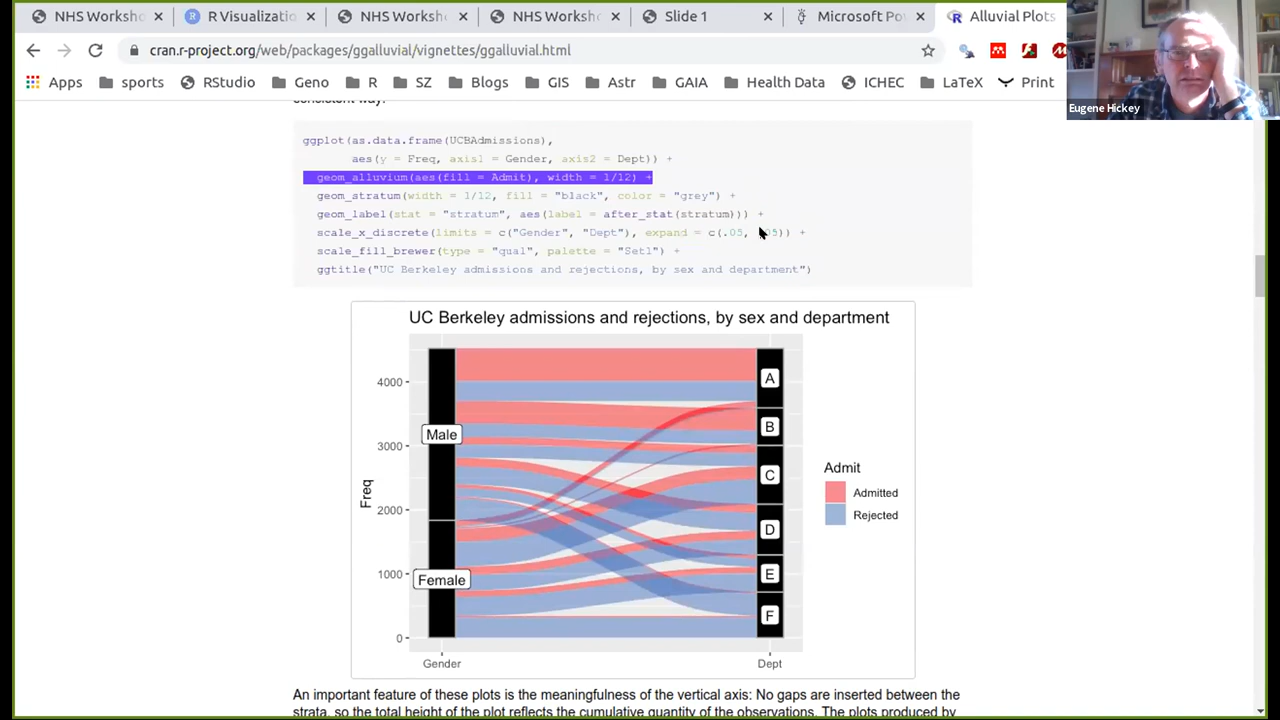 NHS Worksh
R Visualizatio
NHS Worksh
NHS Worksh
Slide 1
Microsoft Po
Alluvial Plots
cran.r-project.org/web/packages/ggalluvial/vignettes/ggalluvial.html
Apps sports RStudio Geno R SZ Blogs GIS Astr GAIA Health Data ICHEC LaTeX Print
Eugene Hickey
consistent way.
ggplot(as.data.frame(UCBAdmissions),
aes(y = Freq, axis1 = Gender, axis2 = Dept)) +
geom_alluvium(aes(fill = Admit), width = 1/12) +
geom_stratum(width = 1/12, fill = "black", color = "grey") +
geom_label(stat = "stratum", aes(label = after_stat(stratum))) +
scale_x_discrete(limits = c("Gender", "Dept"), expand = c(.05, .05)) +
scale_fill_brewer(type = "qual", palette = "Set1") +
ggtitle("UC Berkeley admissions and rejections, by sex and department")
UC Berkeley admissions and rejections, by sex and department
4000
3000
2000
1000
0
Freq
Male
Female
A
B
C
D
E
F
Gender
Dept
Admit
Admitted
Rejected
An important feature of these plots is the meaningfulness of the vertical axis: No gaps are inserted between the
strata, so the total height of the plot reflects the cumulative quantity of the observations. The plots produced by